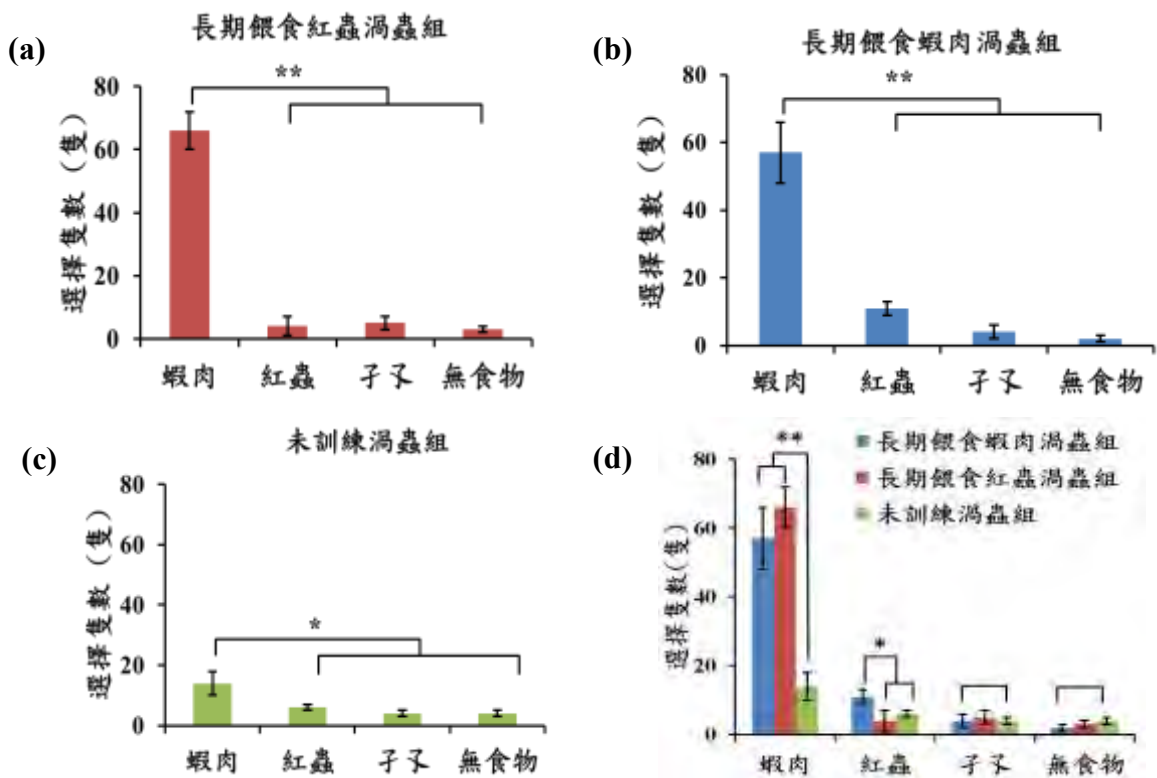 (a)
長期餵食紅蟲渦蟲組
**
選擇隻數（隻）
80
60
40
20
0
蝦肉 紅蟲 孑孓 無食物
(b)
長期餵食蝦肉渦蟲組
**
選擇隻數（隻）
80
60
40
20
0
蝦肉 紅蟲 孑孓 無食物
(c)
未訓練渦蟲組
*
選擇隻數（隻）
80
60
40
20
0
蝦肉 紅蟲 孑孓 無食物
(d)
**
長期餵食蝦肉渦蟲組
長期餵食紅蟲渦蟲組
未訓練渦蟲組
*
選擇隻數(隻)
80
60
40
20
0
蝦肉 紅蟲 孑孓 無食物